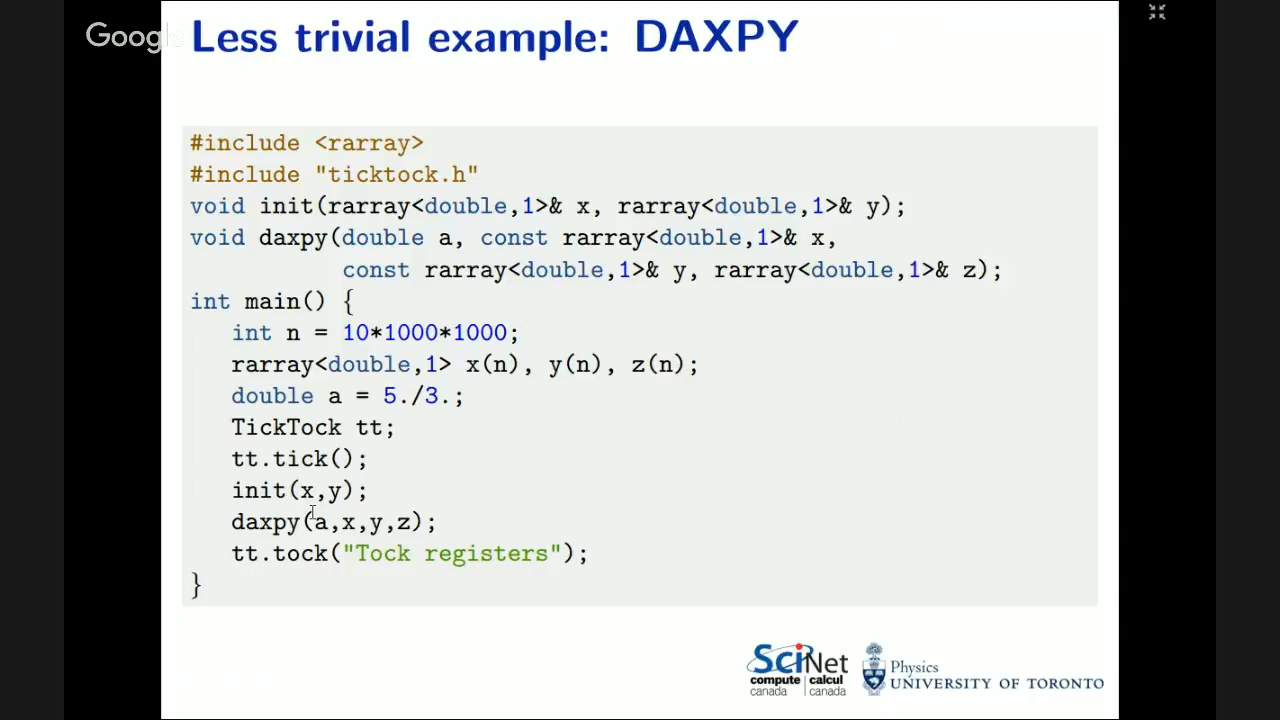 Google
Less trivial example: DAXPY
#include <rarray>
#include "ticktock.h"
void init(rarray<double,1>& x, rarray<double,1>& y);
void daxpy(double a, const rarray<double,1>& x,
           const rarray<double,1>& y, rarray<double,1>& z);
int main() {
   int n = 10*1000*1000;
   rarray<double,1> x(n), y(n), z(n);
   double a = 5./3.;
   TickTock tt;
   tt.tick();
   init(x,y);
   daxpy(a,x,y,z);
   tt.tock("Tock registers");
}
SciNet
compute | calcul
canada | canada
Physics
UNIVERSITY OF TORONTO